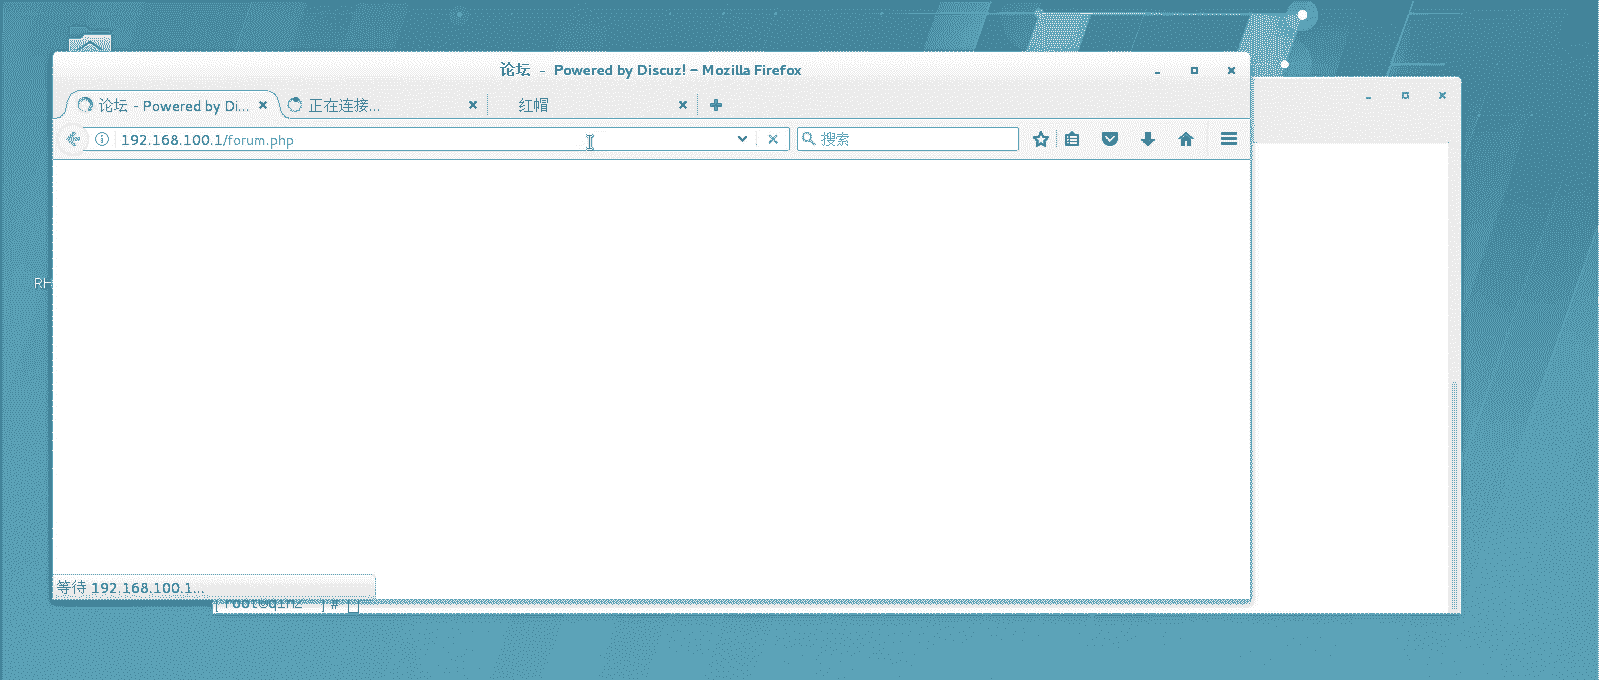 论坛 - Powered by Discuz! - Mozilla Firefox
论坛 - Powered by Di...
正在连接...
红帽
192.168.100.1/forum.php
搜索
RH
等待 192.168.100.1...
[root@qin2 ~]#